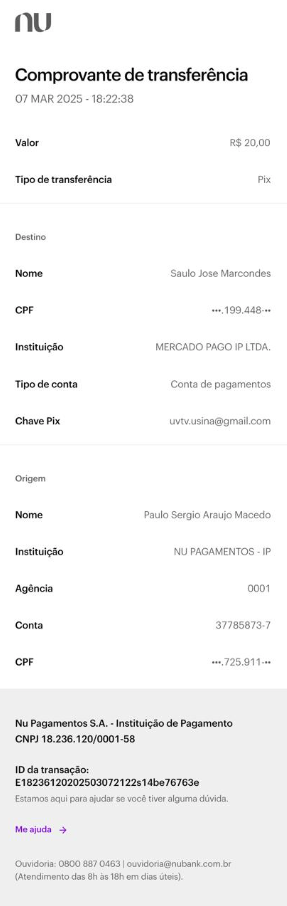 nu
Comprovante de transferência
07 MAR 2025 - 18:22:38
Valor R$ 20,00
Tipo de transferência Pix
Destino
Nome Saulo Jose Marcondes
CPF •••.199.448-••
Instituição MERCADO PAGO IP LTDA.
Tipo de conta Conta de pagamentos
Chave Pix uvtv.usina@gmail.com
Origem
Nome Paulo Sergio Araujo Macedo
Instituição NU PAGAMENTOS - IP
Agência 0001
Conta 37785873-7
CPF •••.725.911-••
Nu Pagamentos S.A. - Instituição de Pagamento
CNPJ 18.236.120/0001-58
ID da transação:
E18236120202503072122s14be76763e
Estamos aqui para ajudar se você tiver alguma dúvida.
Me ajuda →
Ouvidoria: 0800 887 0463 | ouvidoria@nubank.com.br
(Atendimento das 8h às 18h em dias úteis).